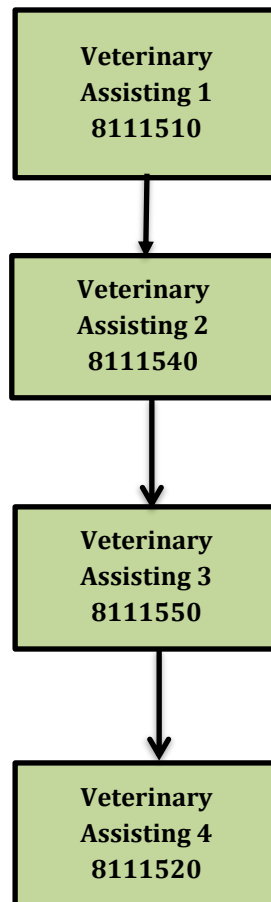 Veterinary
Assisting 1
8111510
Veterinary
Assisting 2
8111540
Veterinary
Assisting 3
8111550
Veterinary
Assisting 4
8111520